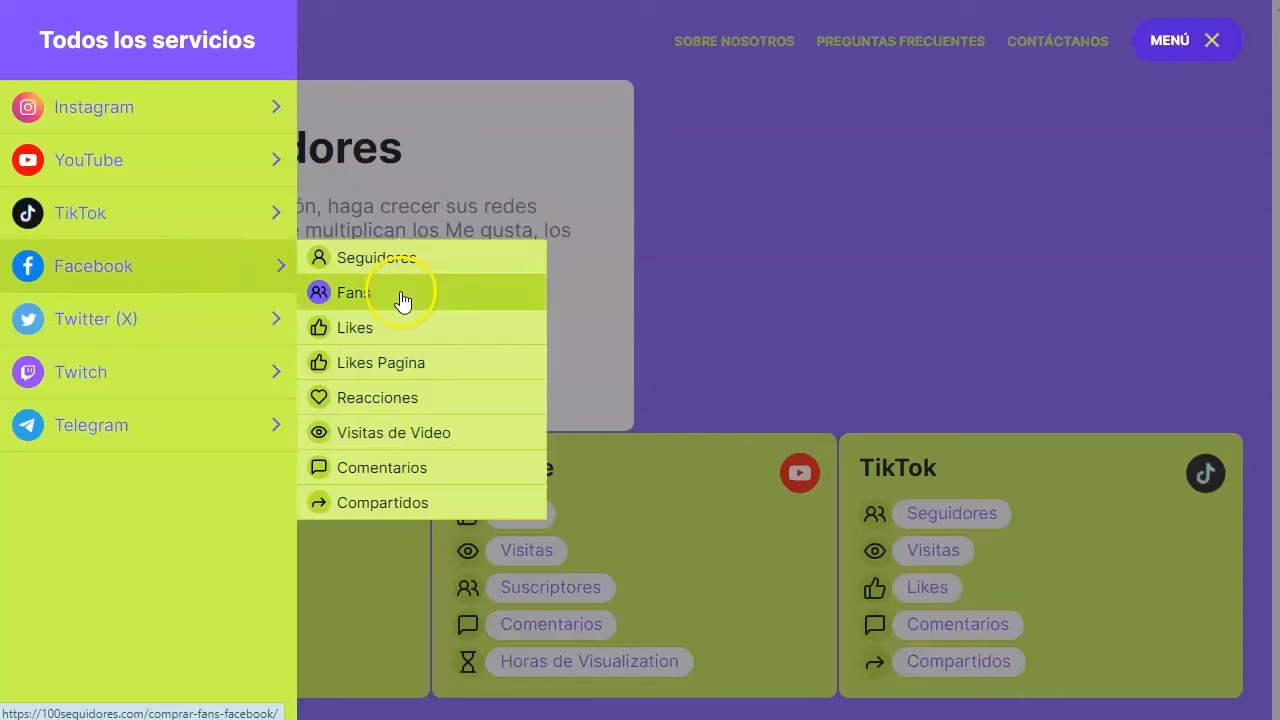 Todos los servicios
SOBRE NOSOTROS
PREGUNTAS FRECUENTES
CONTÁCTANOS
MENÚ
Instagram
YouTube
TikTok
Facebook
Twitter (X)
Twitch
Telegram
dores
ón, haga crecer sus redes
multiplican los Me gusta, los
Seguidores
Fans
Likes
Likes Pagina
Reacciones
Visitas de Video
Comentarios
Compartidos
e
Visitas
Suscriptores
Comentarios
Horas de Visualization
TikTok
Seguidores
Visitas
Likes
Comentarios
Compartidos
https://100seguidores.com/comprar-fans-facebook/